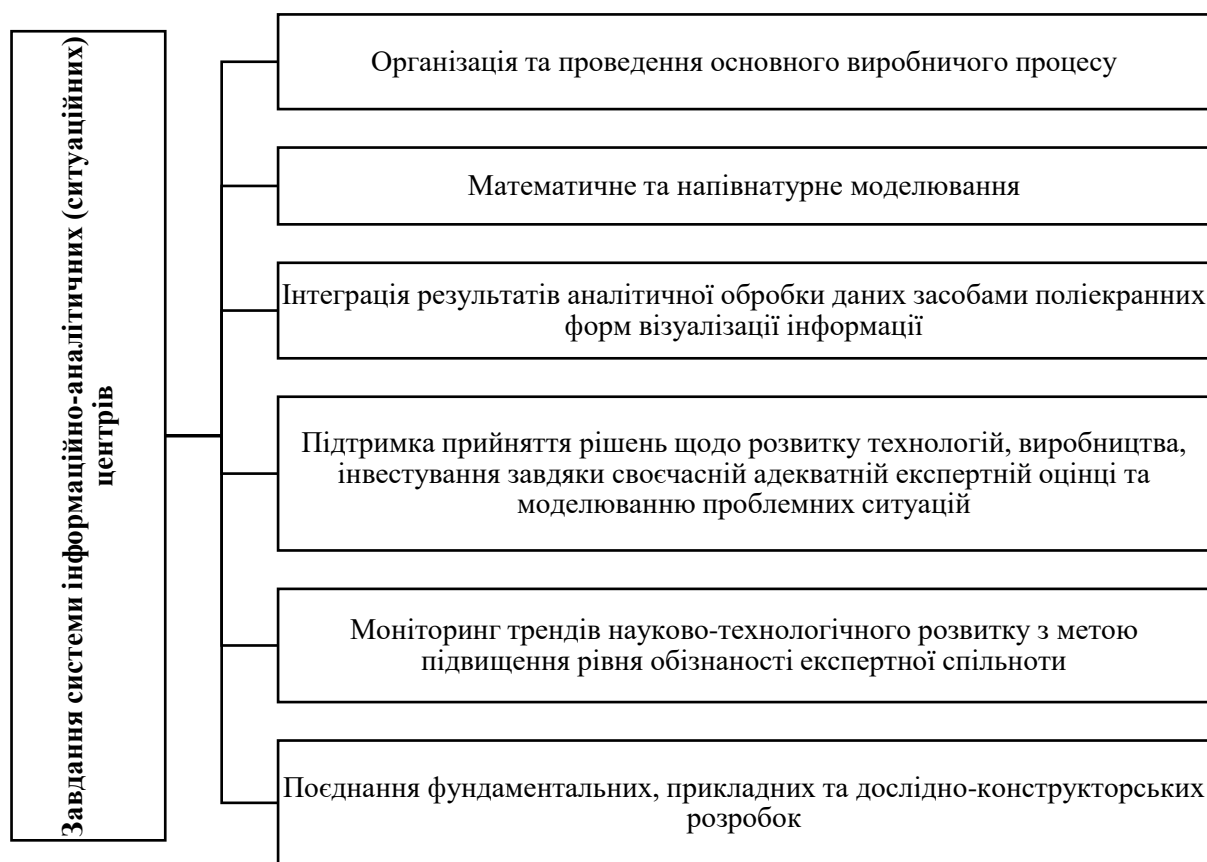 Завдання системи інформаційно-аналітичних (ситуаційних)
центрів
Організація та проведення основного виробничого процесу
Математичне та напівнатурне моделювання
Інтеграція результатів аналітичної обробки даних засобами поліекранних
форм візуалізації інформації
Підтримка прийняття рішень щодо розвитку технологій, виробництва,
інвестування завдяки своєчасній адекватній експертній оцінці та
моделюванню проблемних ситуацій
Моніторинг трендів науково-технологічного розвитку з метою
підвищення рівня обізнаності експертної спільноти
Поєднання фундаментальних, прикладних та дослідно-конструкторських
розробок